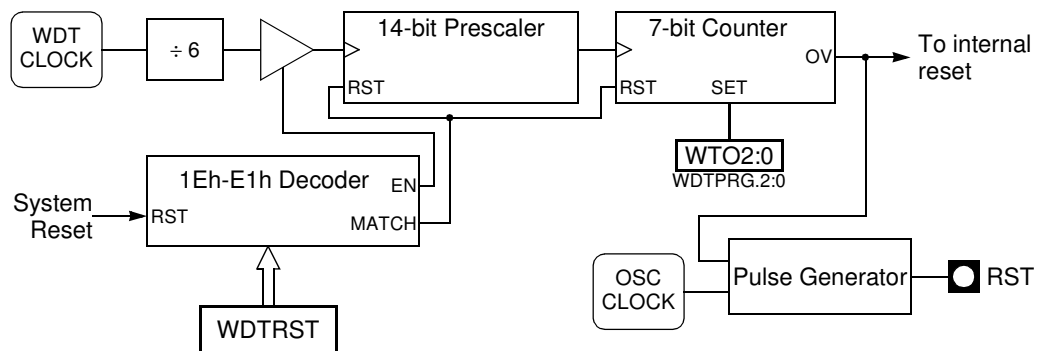 WDT
CLOCK
÷ 6
14-bit Prescaler
RST
7-bit Counter
OV
RST
SET
To internal
reset
WTO2:0
WDTPRG.2:0
1Eh-E1h Decoder
EN
System
Reset
RST
MATCH
OSC
CLOCK
Pulse Generator
RST
WDTRST